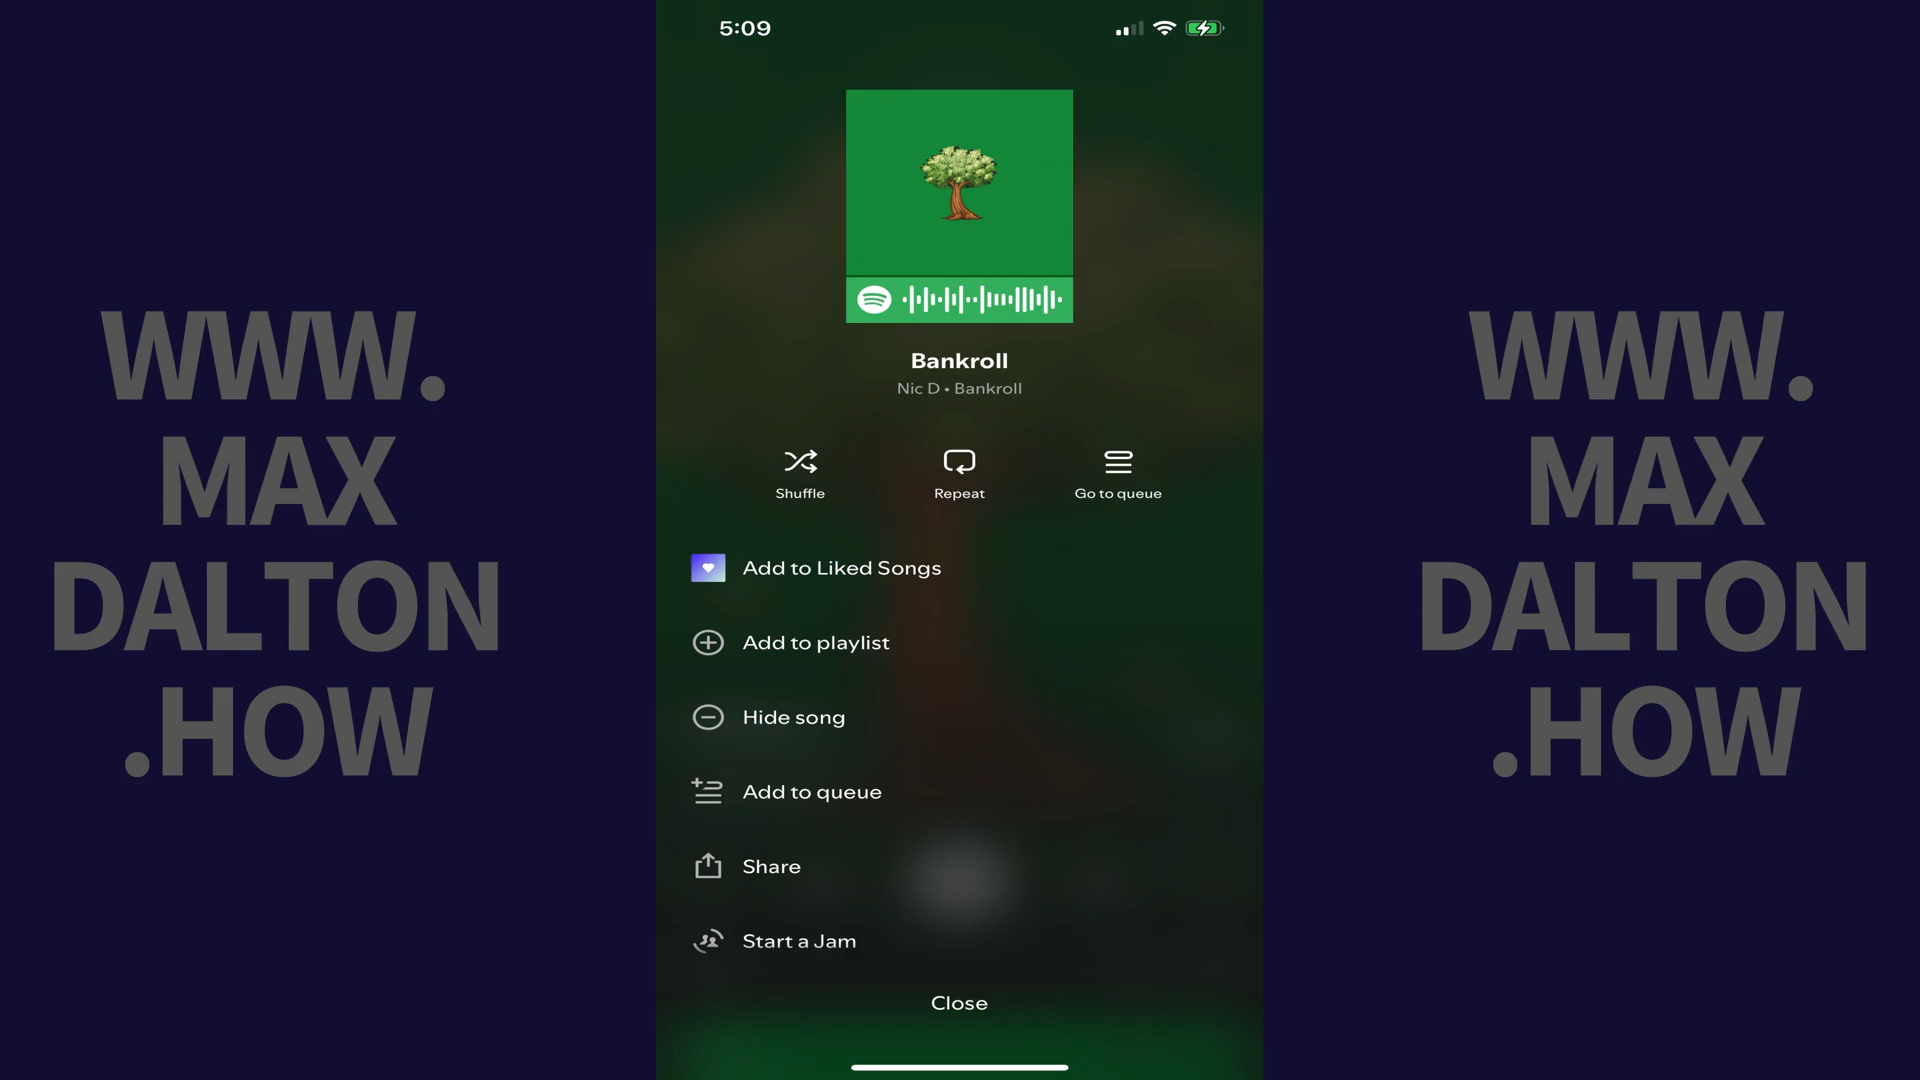 5:09
WWW.
MAX
DALTON
.HOW
Bankroll
Nic D • Bankroll
Shuffle
Repeat
Go to queue
Add to Liked Songs
Add to playlist
Hide song
Add to queue
Share
Start a Jam
Close
WWW.
MAX
DALTON
.HOW